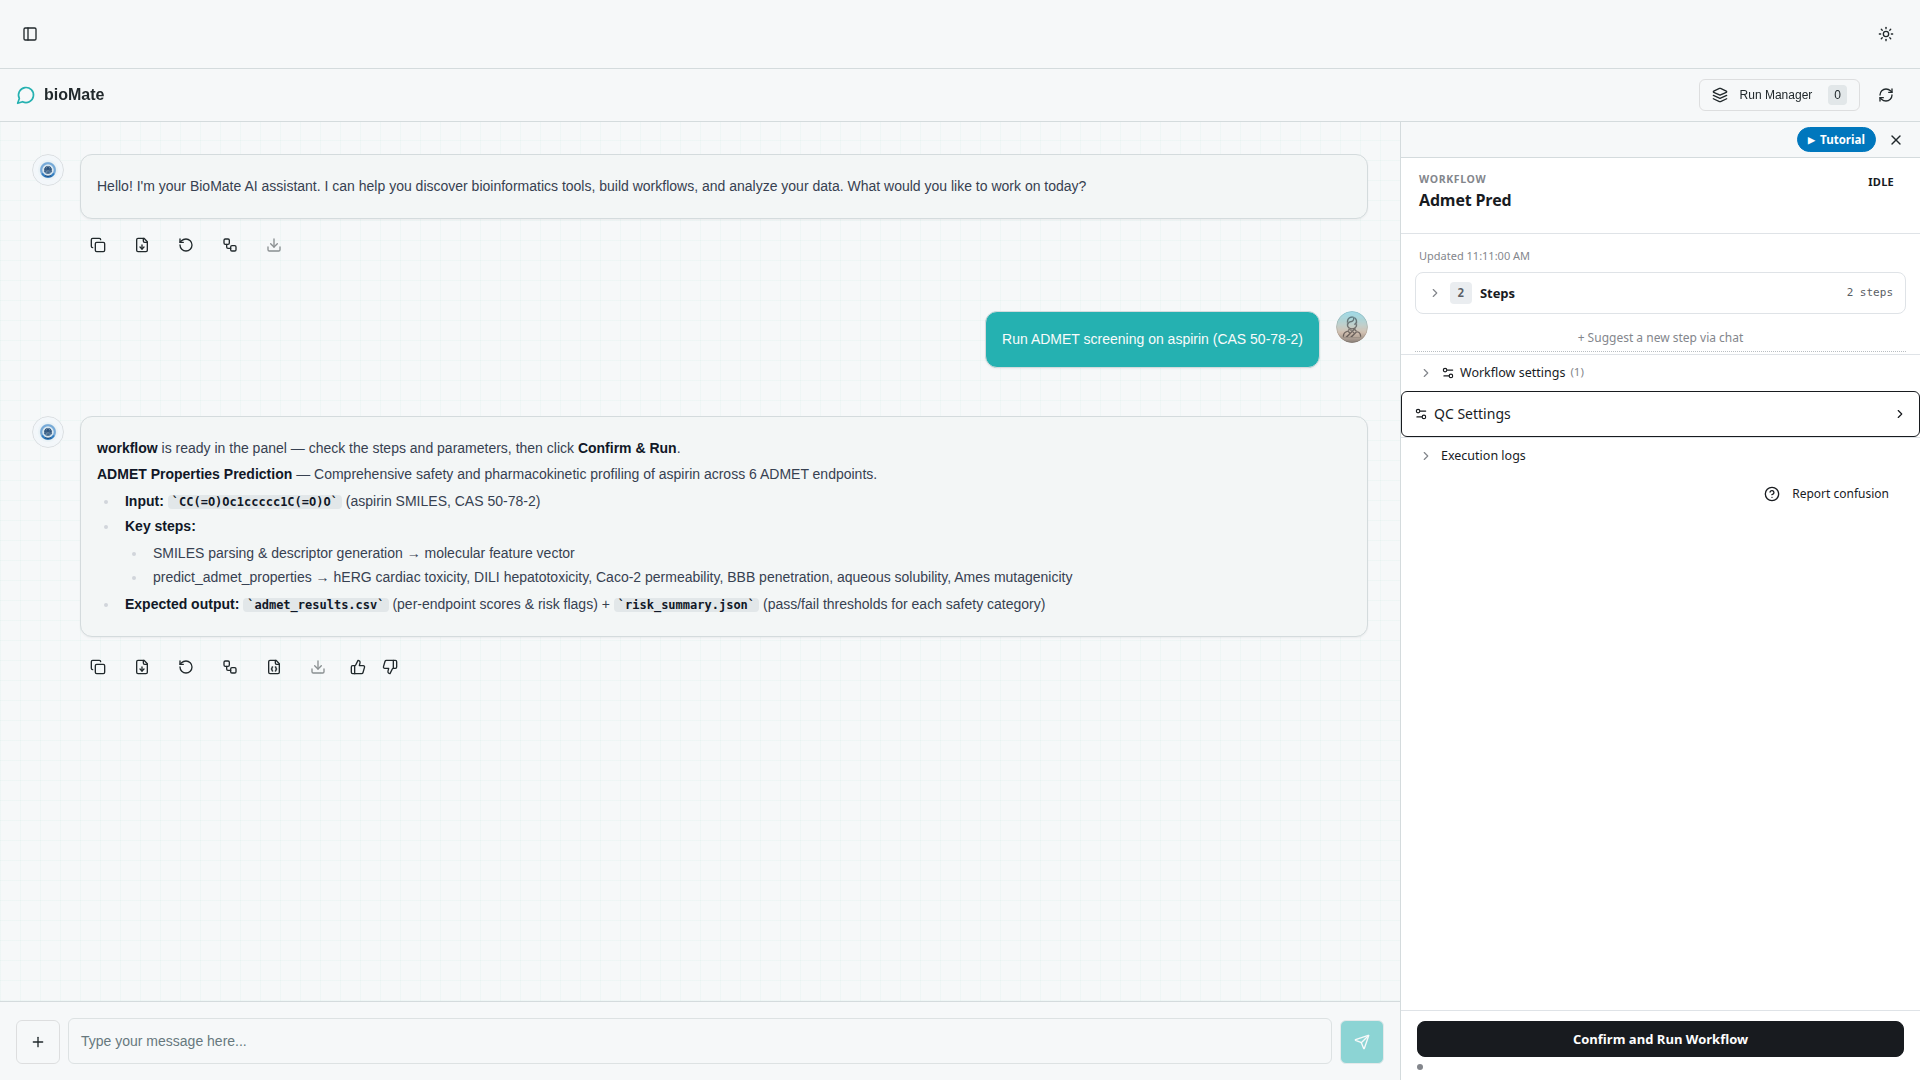 bioMate
Run Manager 0
Hello! I'm your BioMate AI assistant. I can help you discover bioinformatics tools, build workflows, and analyze your data. What would you like to work on today?
Run ADMET screening on aspirin (CAS 50-78-2)
workflow is ready in the panel — check the steps and parameters, then click Confirm & Run.
ADMET Properties Prediction — Comprehensive safety and pharmacokinetic profiling of aspirin across 6 ADMET endpoints.
Input: `CC(=O)Oc1ccccc1C(=O)O` (aspirin SMILES, CAS 50-78-2)
Key steps:
SMILES parsing & descriptor generation → molecular feature vector
predict_admet_properties → hERG cardiac toxicity, DILI hepatotoxicity, Caco-2 permeability, BBB penetration, aqueous solubility, Ames mutagenicity
Expected output: `admet_results.csv` (per-endpoint scores & risk flags) + `risk_summary.json` (pass/fail thresholds for each safety category)
Type your message here...
▶ Tutorial
WORKFLOW
IDLE
Admet Pred
Updated 11:11:00 AM
2 Steps 2 steps
+ Suggest a new step via chat
Workflow settings (1)
QC Settings
Execution logs
Report confusion
Confirm and Run Workflow